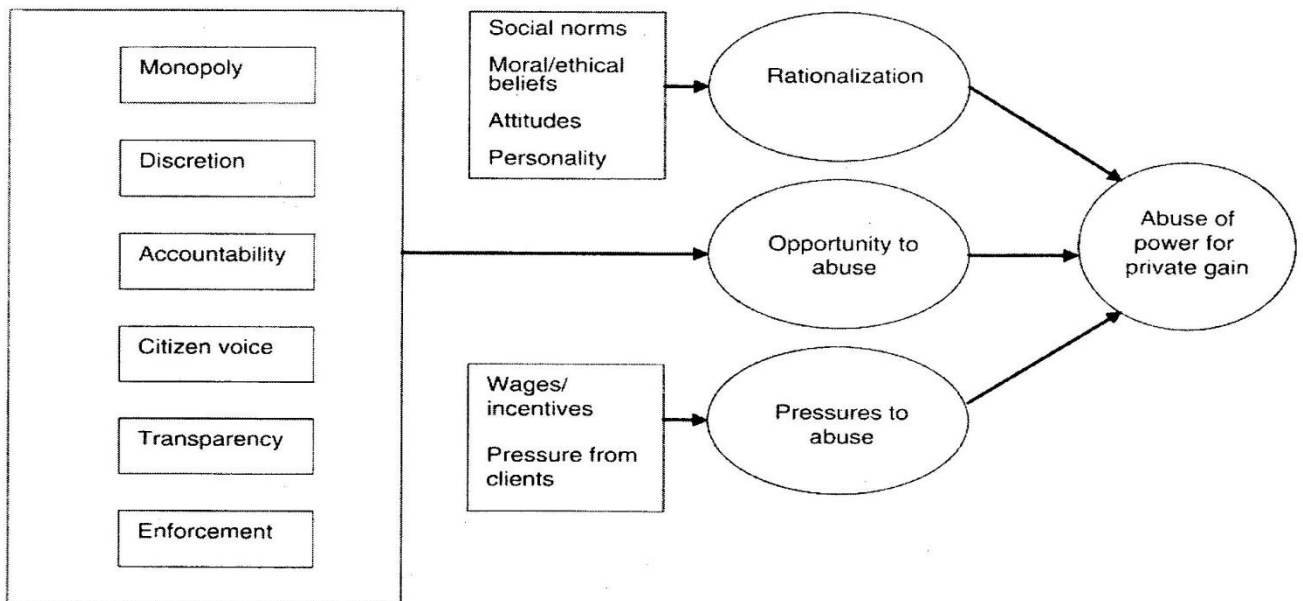 Monopoly
Discretion
Accountability
Citizen voice
Transparency
Enforcement
Social norms
Moral/ethical
beliefs
Attitudes
Personality
Rationalization
Opportunity to
abuse
Wages/
incentives
Pressure from
clients
Pressures to
abuse
Abuse of
power for
private gain